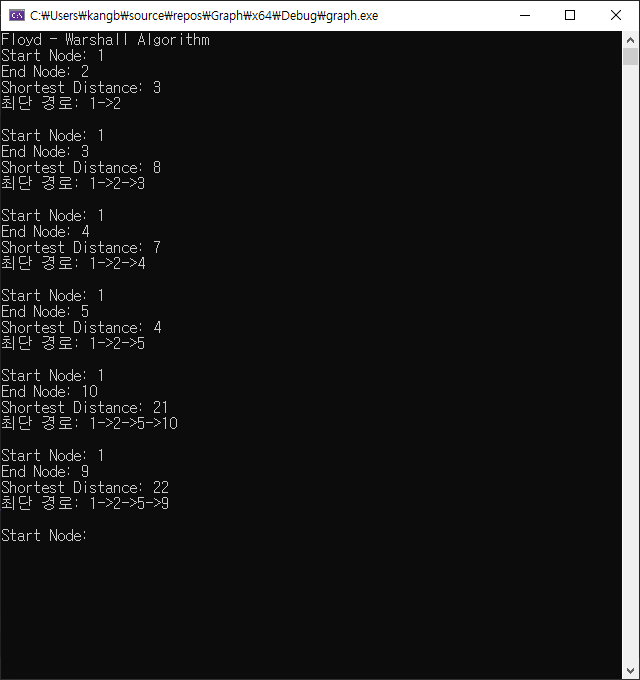 C:₩Users₩kangb₩source₩repos₩Graph₩x64₩Debug₩graph.exe
Floyd - Warshall Algorithm
Start Node: 1
End Node: 2
Shortest Distance: 3
최단 경로: 1->2
Start Node: 1
End Node: 3
Shortest Distance: 8
최단 경로: 1->2->3
Start Node: 1
End Node: 4
Shortest Distance: 7
최단 경로: 1->2->4
Start Node: 1
End Node: 5
Shortest Distance: 4
최단 경로: 1->2->5
Start Node: 1
End Node: 10
Shortest Distance: 21
최단 경로: 1->2->5->10
Start Node: 1
End Node: 9
Shortest Distance: 22
최단 경로: 1->2->5->9
Start Node: